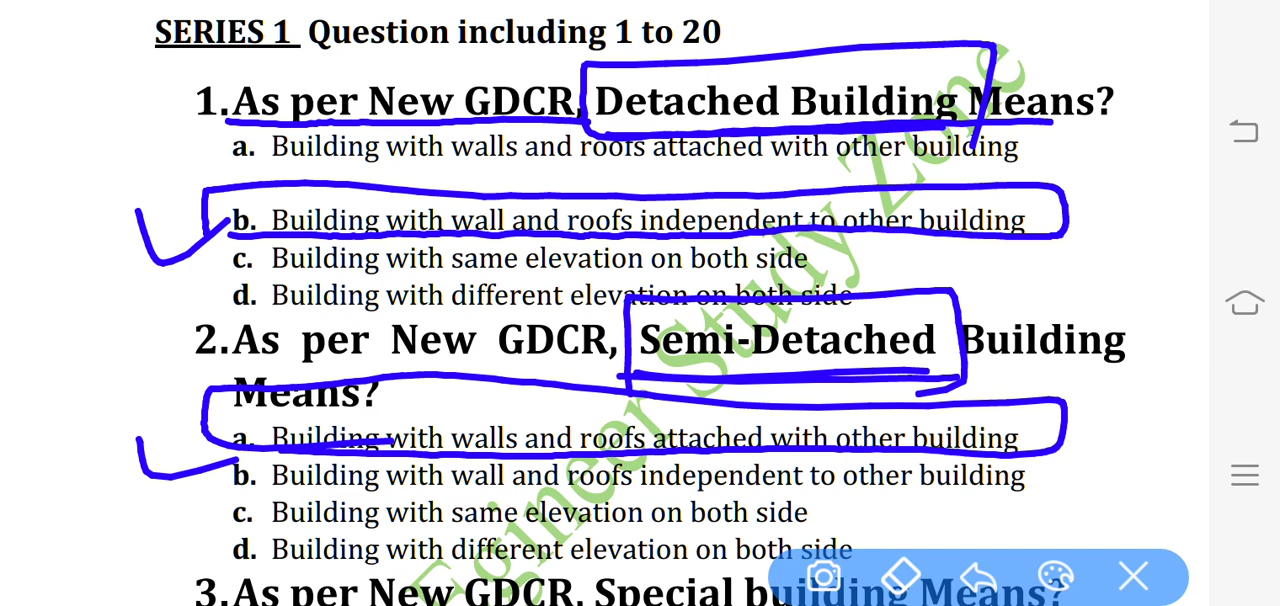 SERIES 1 Question including 1 to 20
1.As per New GDCR, Detached Building Means?
a. Building with walls and roofs attached with other building
b. Building with wall and roofs independent to other building
c. Building with same elevation on both side
d. Building with different elevation on both side
2.As per New GDCR, Semi-Detached Building
Means?
a. Building with walls and roofs attached with other building
b. Building with wall and roofs independent to other building
c. Building with same elevation on both side
d. Building with different elevation on both side
3.As per New GDCR, Special building Means?
Egineer Study Zone